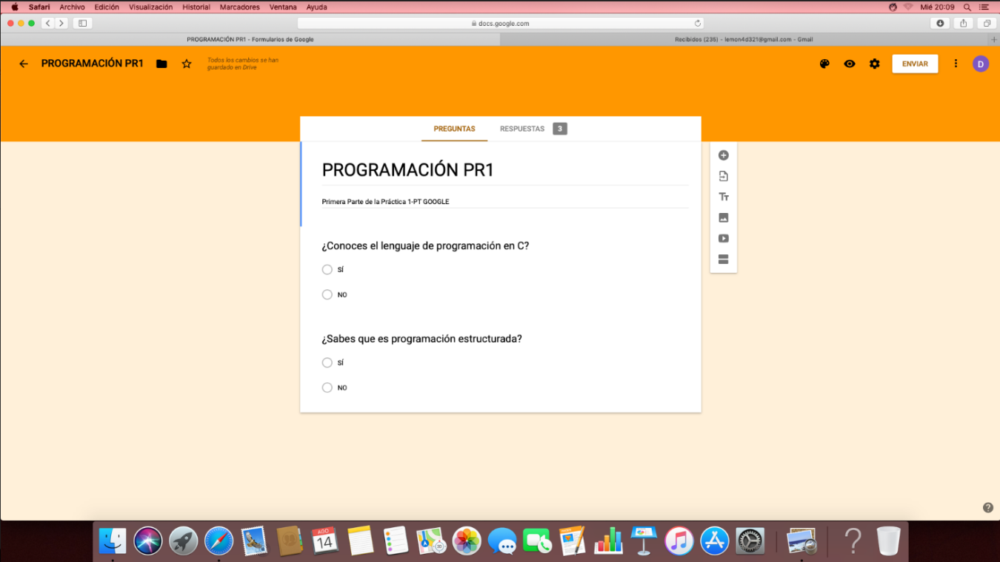 Safari Archivo Edición Visualización Historial Marcadores Ventana Ayuda Mié 20:09
docs.google.com
PROGRAMACIÓN PR1 - Formularios de Google Recibidos (235) - lemon4d321@gmail.com - Gmail
PROGRAMACIÓN PR1 Todos los cambios se han guardado en Drive ENVIAR D
PREGUNTAS RESPUESTAS 3
PROGRAMACIÓN PR1
Primera Parte de la Práctica 1-PT GOOGLE
¿Conoces el lenguaje de programación en C?
SÍ
NO
¿Sabes que es programación estructurada?
SÍ
NO
AGO
14